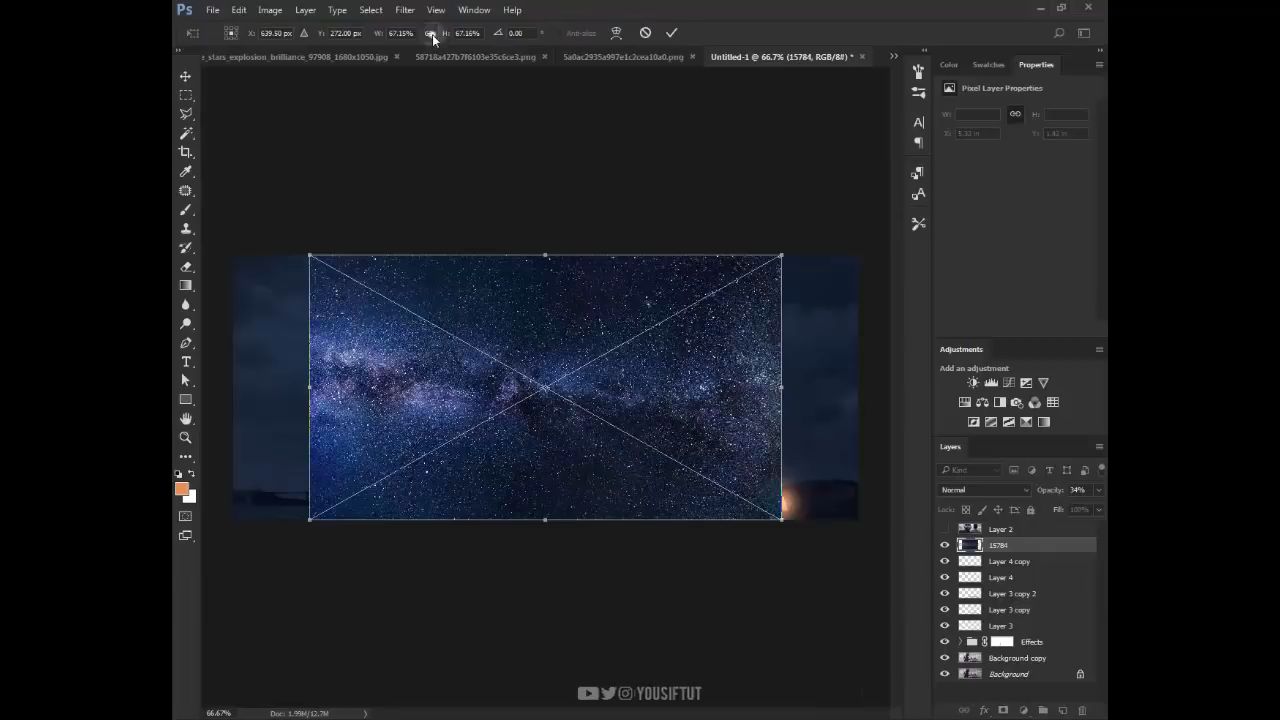 Ps File Edit Image Layer Type Select Filter View Window Help
X: 639.50 px Y: 272.00 px W: 67.15% H: 67.16% 0.00 ° Anti-alias
e_stars_explosion_brilliance_97908_1680x1050.jpg × 58718a427b7f6103e35c6ce3.png × 5a0ac2935a997e1c2cea10a0.png × Untitled-1 @ 66.7% (15784, RGB/8#) * ×
Color Swatches Properties
Pixel Layer Properties
W: H:
X: 5.32 in Y: 1.42 in
Adjustments
Add an adjustment
Layers
Kind
Normal Opacity: 34%
Lock: Fill: 100%
Layer 2
15784
Layer 4 copy
Layer 4
Layer 3 copy 2
Layer 3 copy
Layer 3
Effects
Background copy
Background
YOUSIFTUT
66.67% Doc: 1.99M/12.7M